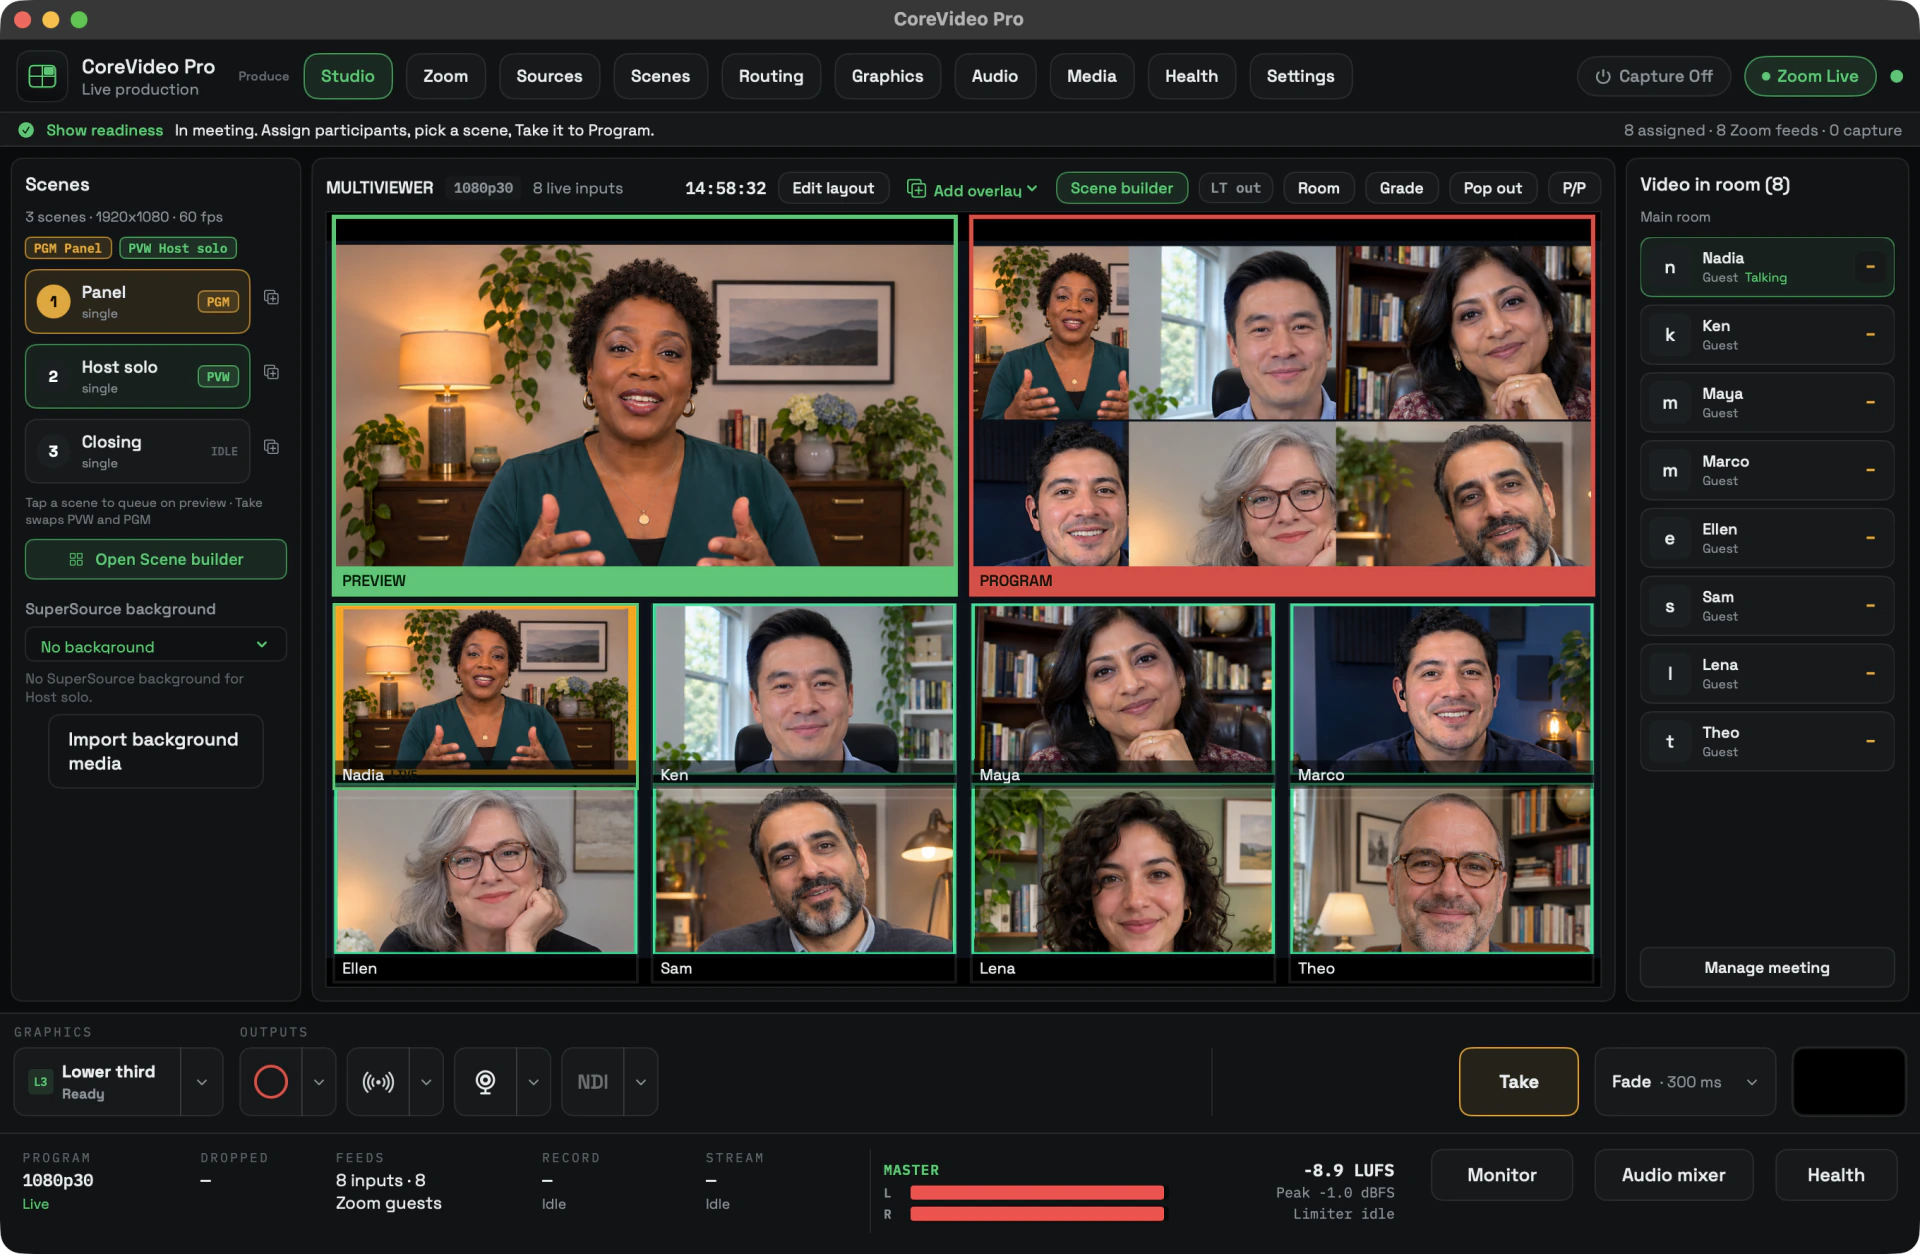 CoreVideo Pro
CoreVideo Pro
Live production
Produce
Studio
Zoom
Sources
Scenes
Routing
Graphics
Audio
Media
Health
Settings
Capture Off
Zoom Live
Show readiness In meeting. Assign participants, pick a scene, Take it to Program.
8 assigned · 8 Zoom feeds · 0 capture
Scenes
3 scenes · 1920x1080 · 60 fps
PGM Panel
PVW Host solo
1
Panel
single
PGM
2
Host solo
single
PVW
3
Closing
single
IDLE
Tap a scene to queue on preview · Take
swaps PVW and PGM
Open Scene builder
SuperSource background
No background
No SuperSource background for
Host solo.
Import background
media
MULTIVIEWER
1080p30
8 live inputs
14:58:32
Edit layout
Add overlay
Scene builder
LT out
Room
Grade
Pop out
P/P
PREVIEW
PROGRAM
Nadia LIVE
Ken
Maya
Marco
Ellen
Sam
Lena
Theo
Video in room (8)
Main room
n
Nadia
Guest Talking
k
Ken
Guest
m
Maya
Guest
m
Marco
Guest
e
Ellen
Guest
s
Sam
Guest
l
Lena
Guest
t
Theo
Guest
Manage meeting
GRAPHICS
L3
Lower third
Ready
OUTPUTS
NDI
Take
Fade · 300 ms
PROGRAM
1080p30
Live
DROPPED
—
FEEDS
8 inputs · 8
Zoom guests
RECORD
—
Idle
STREAM
—
Idle
MASTER
L
R
-8.9 LUFS
Peak -1.0 dBFS
Limiter idle
Monitor
Audio mixer
Health